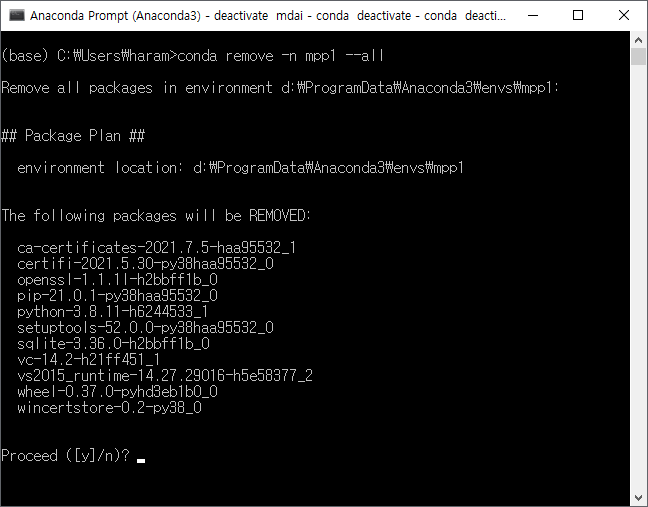 Anaconda Prompt (Anaconda3) - deactivate  mdai - conda  deactivate - conda  deacti...
(base) C:₩Users₩haram>conda remove -n mpp1 --all
Remove all packages in environment d:₩ProgramData₩Anaconda3₩envs₩mpp1:
## Package Plan ##
environment location: d:₩ProgramData₩Anaconda3₩envs₩mpp1
The following packages will be REMOVED:
ca-certificates-2021.7.5-haa95532_1
certifi-2021.5.30-py38haa95532_0
openssl-1.1.1l-h2bbff1b_0
pip-21.0.1-py38haa95532_0
python-3.8.11-h6244533_1
setuptools-52.0.0-py38haa95532_0
sqlite-3.36.0-h2bbff1b_0
vc-14.2-h21ff451_1
vs2015_runtime-14.27.29016-h5e58377_2
wheel-0.37.0-pyhd3eb1b0_0
wincertstore-0.2-py38_0
Proceed ([y]/n)?